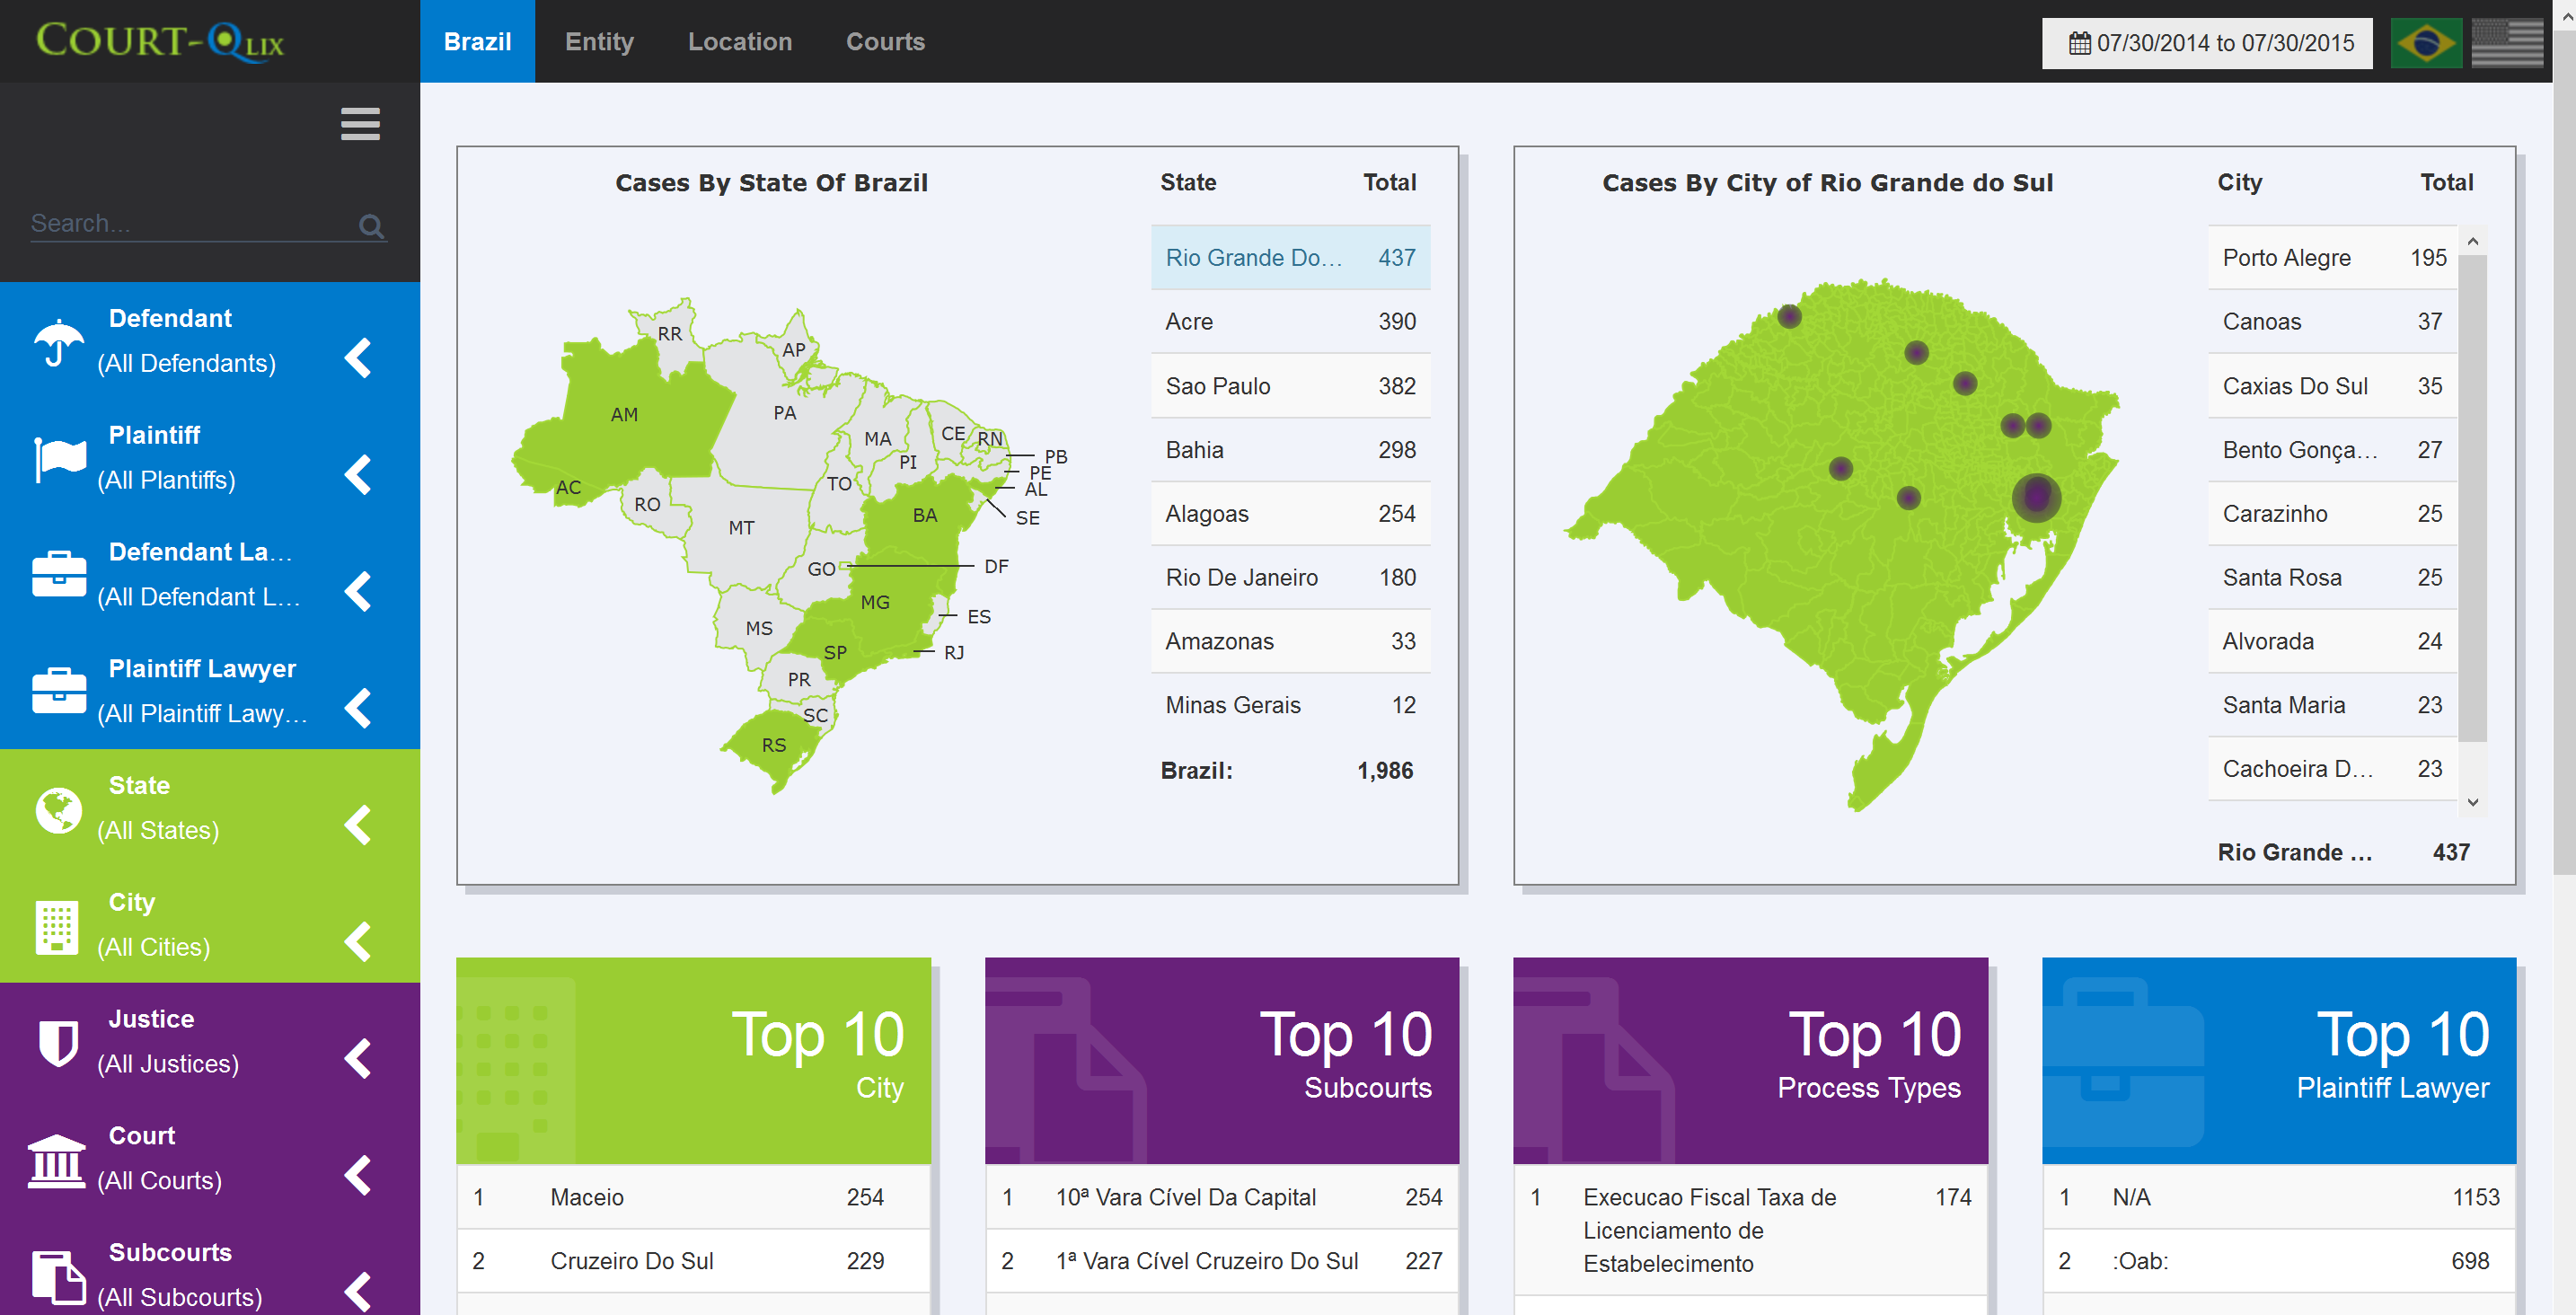 COURT-QLIX
Brazil Entity Location Courts
07/30/2014 to 07/30/2015
Search...
Defendant
(All Defendants)
Plaintiff
(All Plantiffs)
Defendant La...
(All Defendant L...
Plaintiff Lawyer
(All Plaintiff Lawy...
State
(All States)
City
(All Cities)
Justice
(All Justices)
Court
(All Courts)
Subcourts
(All Subcourts)
Cases By State Of Brazil
RR
AP
AM
PA
MA
CE
RN
PB
PE
AL
SE
PI
TO
AC
RO
MT
BA
GO
DF
MG
ES
MS
SP
RJ
PR
SC
RS
State Total
Rio Grande Do... 437
Acre 390
Sao Paulo 382
Bahia 298
Alagoas 254
Rio De Janeiro 180
Amazonas 33
Minas Gerais 12
Brazil: 1,986
Cases By City of Rio Grande do Sul
City Total
Porto Alegre 195
Canoas 37
Caxias Do Sul 35
Bento Gonça... 27
Carazinho 25
Santa Rosa 25
Alvorada 24
Santa Maria 23
Cachoeira D... 23
Rio Grande ... 437
Top 10
City
1 Maceio 254
2 Cruzeiro Do Sul 229
Top 10
Subcourts
1 10ª Vara Cível Da Capital 254
2 1ª Vara Cível Cruzeiro Do Sul 227
Top 10
Process Types
1 Execucao Fiscal Taxa de 174
Licenciamento de
Estabelecimento
Top 10
Plaintiff Lawyer
1 N/A 1153
2 :Oab: 698